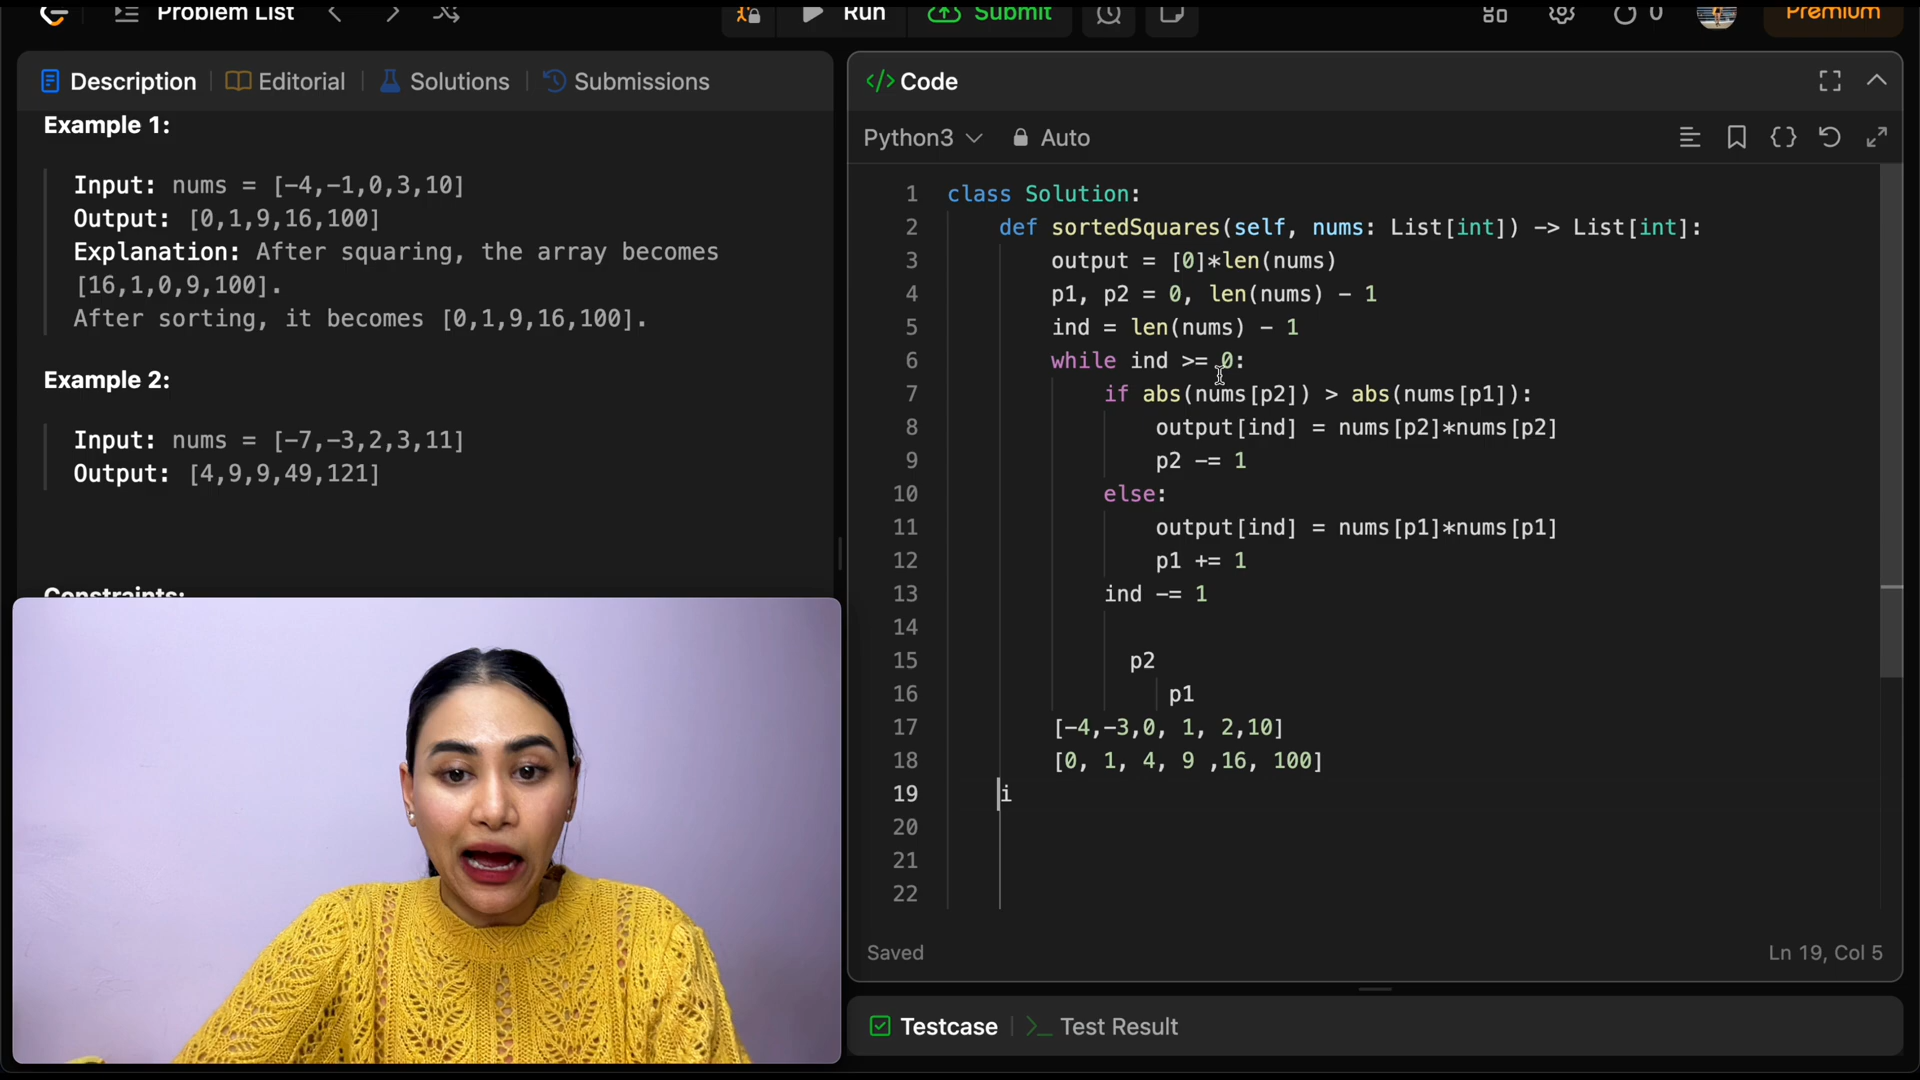 Problem List
Run
Submit
0
Premium
Description
Editorial
Solutions
Submissions
Example 1:
Input: nums = [-4,-1,0,3,10]
Output: [0,1,9,16,100]
Explanation: After squaring, the array becomes
[16,1,0,9,100].
After sorting, it becomes [0,1,9,16,100].
Example 2:
Input: nums = [-7,-3,2,3,11]
Output: [4,9,9,49,121]
Constraints:
</> Code
Python3
Auto
1 class Solution:
2 def sortedSquares(self, nums: List[int]) -> List[int]:
3 output = [0]*len(nums)
4 p1, p2 = 0, len(nums) - 1
5 ind = len(nums) - 1
6 while ind >= 0:
7 if abs(nums[p2]) > abs(nums[p1]):
8 output[ind] = nums[p2]*nums[p2]
9 p2 -= 1
10 else:
11 output[ind] = nums[p1]*nums[p1]
12 p1 += 1
13 ind -= 1
14
15 p2
16 p1
17 [-4,-3,0, 1, 2,10]
18 [0, 1, 4, 9 ,16, 100]
19 i
20
21
22
Saved
Ln 19, Col 5
Testcase
>_ Test Result